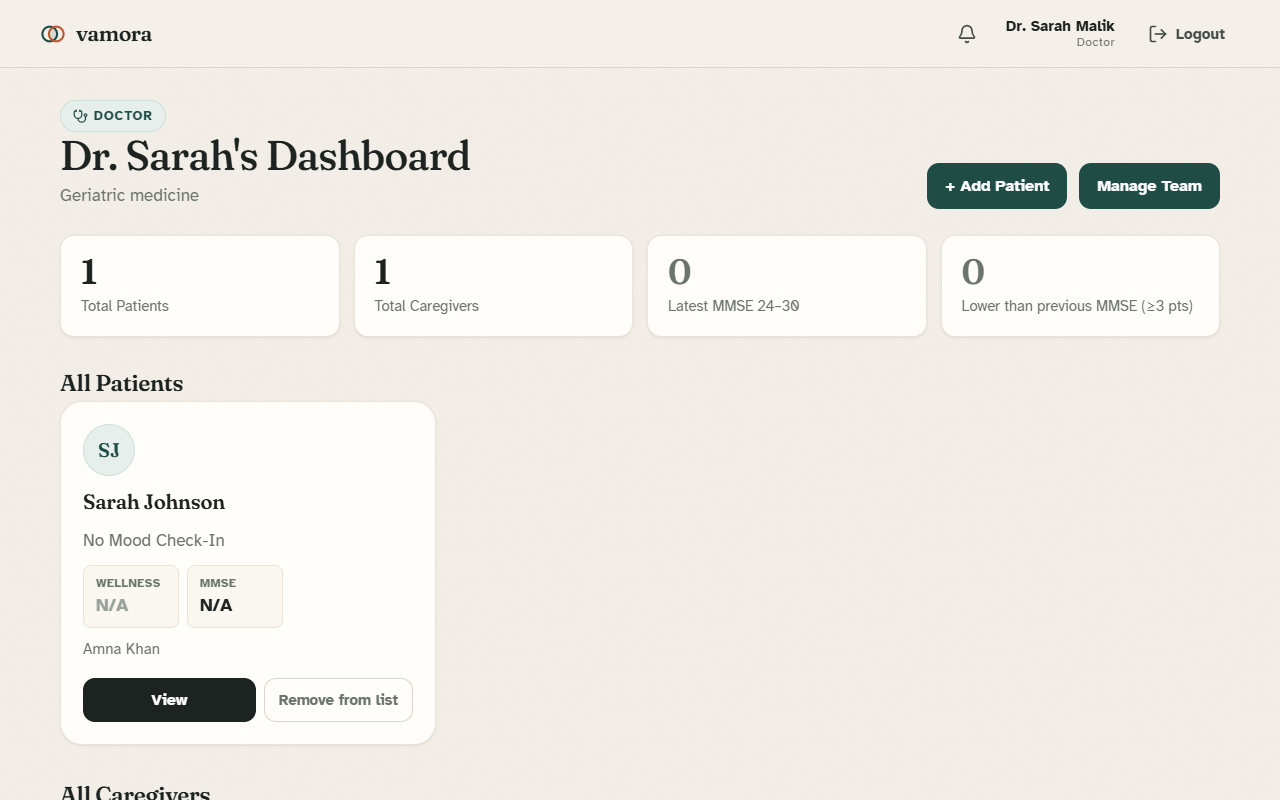 vamora
Dr. Sarah Malik
Doctor
Logout
DOCTOR
Dr. Sarah's Dashboard
Geriatric medicine
+ Add Patient
Manage Team
1
Total Patients
1
Total Caregivers
0
Latest MMSE 24–30
0
Lower than previous MMSE (≥3 pts)
All Patients
SJ
Sarah Johnson
No Mood Check-In
WELLNESS
N/A
MMSE
N/A
Amna Khan
View
Remove from list
All Caregivers